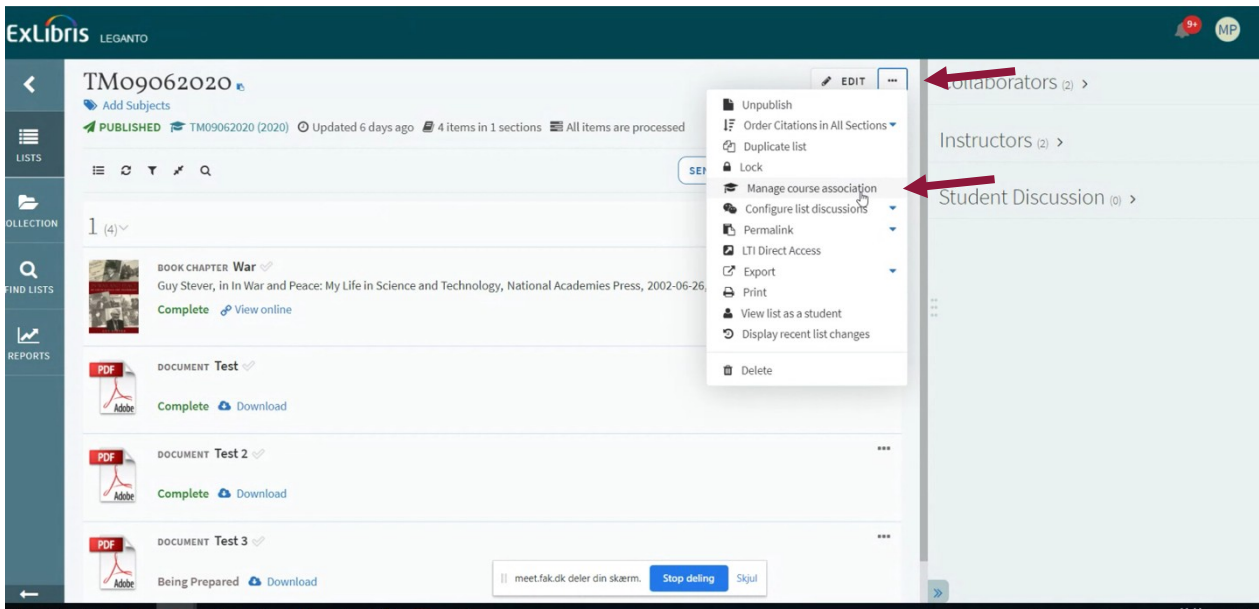 ExLibris LEGANTO
9+
MP
LISTS
OLLECTION
FIND LISTS
REPORTS
TM09062020
EDIT
Add Subjects
PUBLISHED TM09062020 (2020) Updated 6 days ago 4 items in 1 sections All items are processed
SEN
1 (4)
BOOK CHAPTER War
Guy Stever, in In War and Peace: My Life in Science and Technology, National Academies Press, 2002-06-26,
Complete View online
PDF
Adobe
DOCUMENT Test
Complete Download
PDF
Adobe
DOCUMENT Test 2
Complete Download
PDF
Adobe
DOCUMENT Test 3
Being Prepared Download
Unpublish
Order Citations in All Sections
Duplicate list
Lock
Manage course association
Configure list discussions
Permalink
LTI Direct Access
Export
Print
View list as a student
Display recent list changes
Delete
Collaborators (2)
Instructors (2)
Student Discussion (0)
meet.fak.dk deler din skærm. Stop deling Skjul